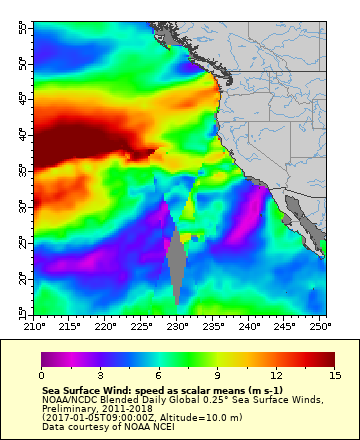 55°
50°
45°
40°
35°
30°
25°
20°
15°
210° 215° 220° 225° 230° 235° 240° 245° 250°
0 3 6 9 12 15
Sea Surface Wind: speed as scalar means (m s-1)
NOAA/NCDC Blended Daily Global 0.25° Sea Surface Winds,
Preliminary, 2011-2018
(2017-01-05T09:00:00Z, Altitude=10.0 m)
Data courtesy of NOAA NCEI